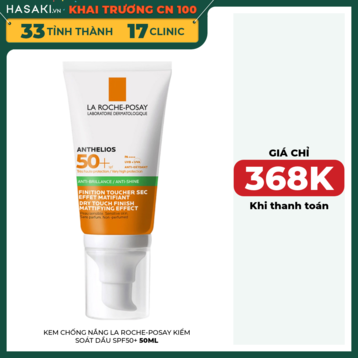 HASAKI.VN KHAI TRƯƠNG CN 100
33 TỈNH THÀNH 17 CLINIC
LA ROCHE-POSAY
LABORATOIRE DERMATOLOGIQUE
ANTHELIOS
50+
ANTI-BRILLANCE / ANTI-SHINE
FINITION TOUCHER SEC
EFFET MATIFIANT
DRY TOUCH FINISH
MATTIFYING EFFECT
GIÁ CHỈ
368K
Khi thanh toán
KEM CHỐNG NẮNG LA ROCHE-POSAY KIỂM
SOÁT DẦU SPF50+ 50ML